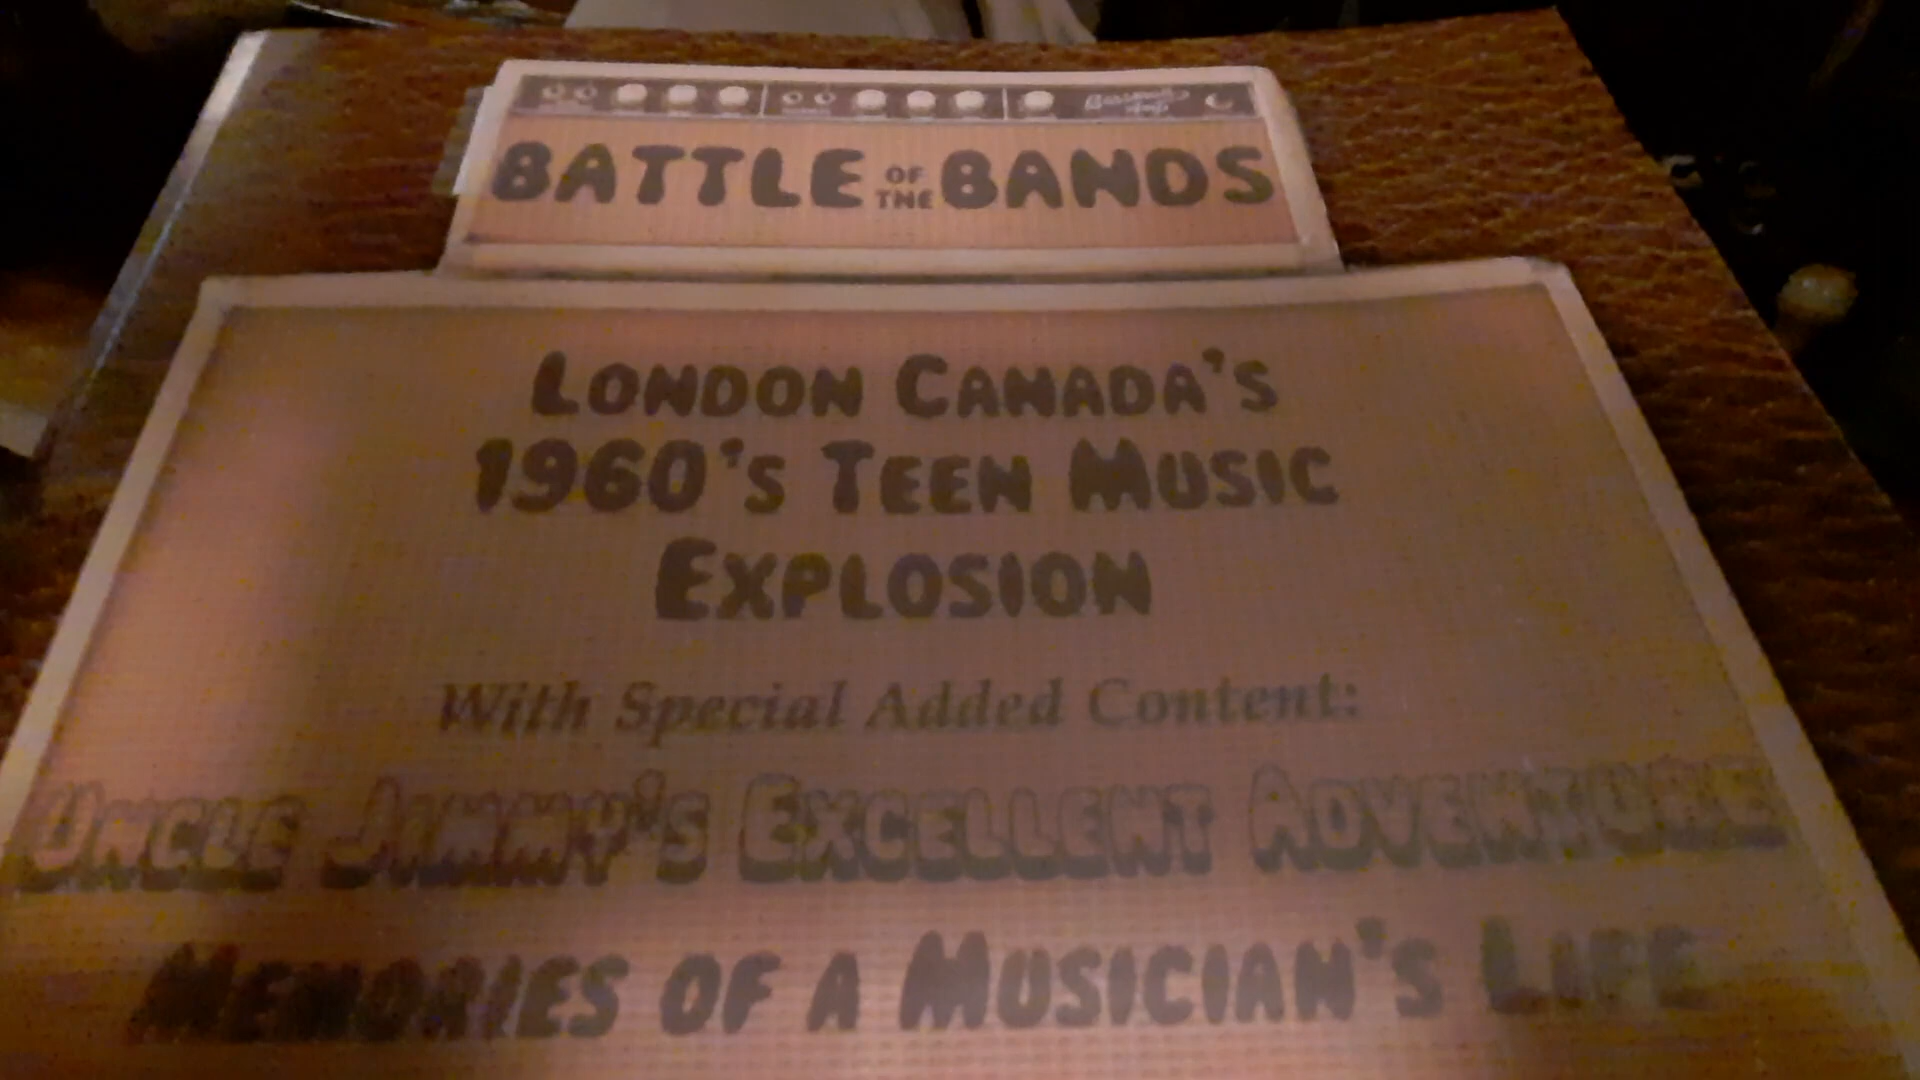 BATTLE OF THE BANDS
LONDON CANADA'S
1960'S TEEN MUSIC
EXPLOSION
With Special Added Content:
UNCLE JIMMY'S EXCELLENT ADVENTURE
MEMORIES OF A MUSICIAN'S LIFE